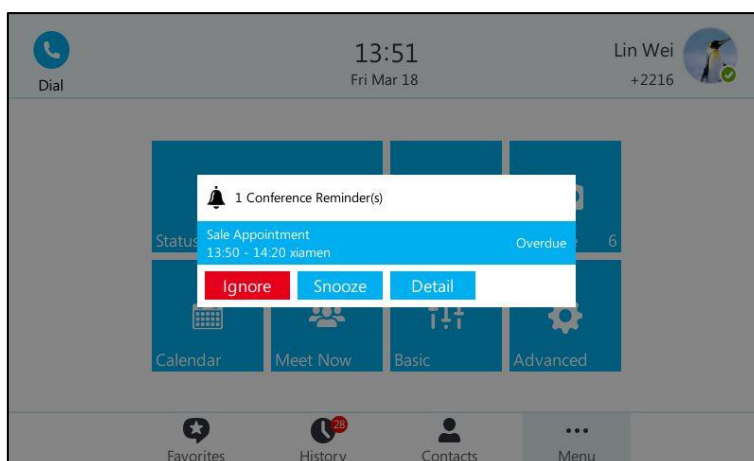 13:51
Lin Wei
Dial
Fri Mar 18
+2216
1 Conference Reminder(s)
Sale Appointment
Status
Overdue
6
13:50 - 14:20 xiamen
Ignore
Snooze
Detail
Calendar
Meet Now
Basic
Advanced
28
Favorites
History
Contacts
Menu